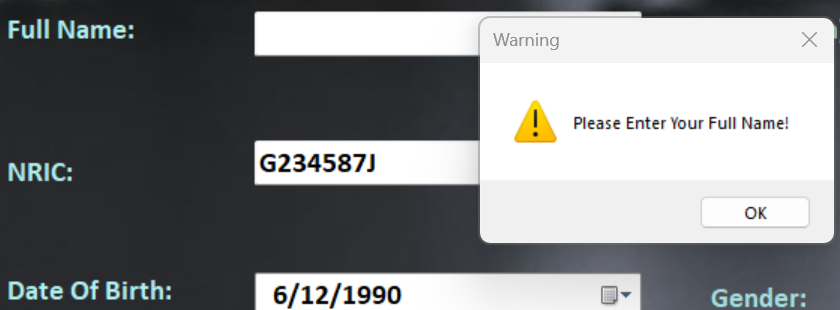 Full Name:
Warning
Please Enter Your Full Name!
NRIC:
G234587J
OK
Date Of Birth:
6/12/1990
Gender: